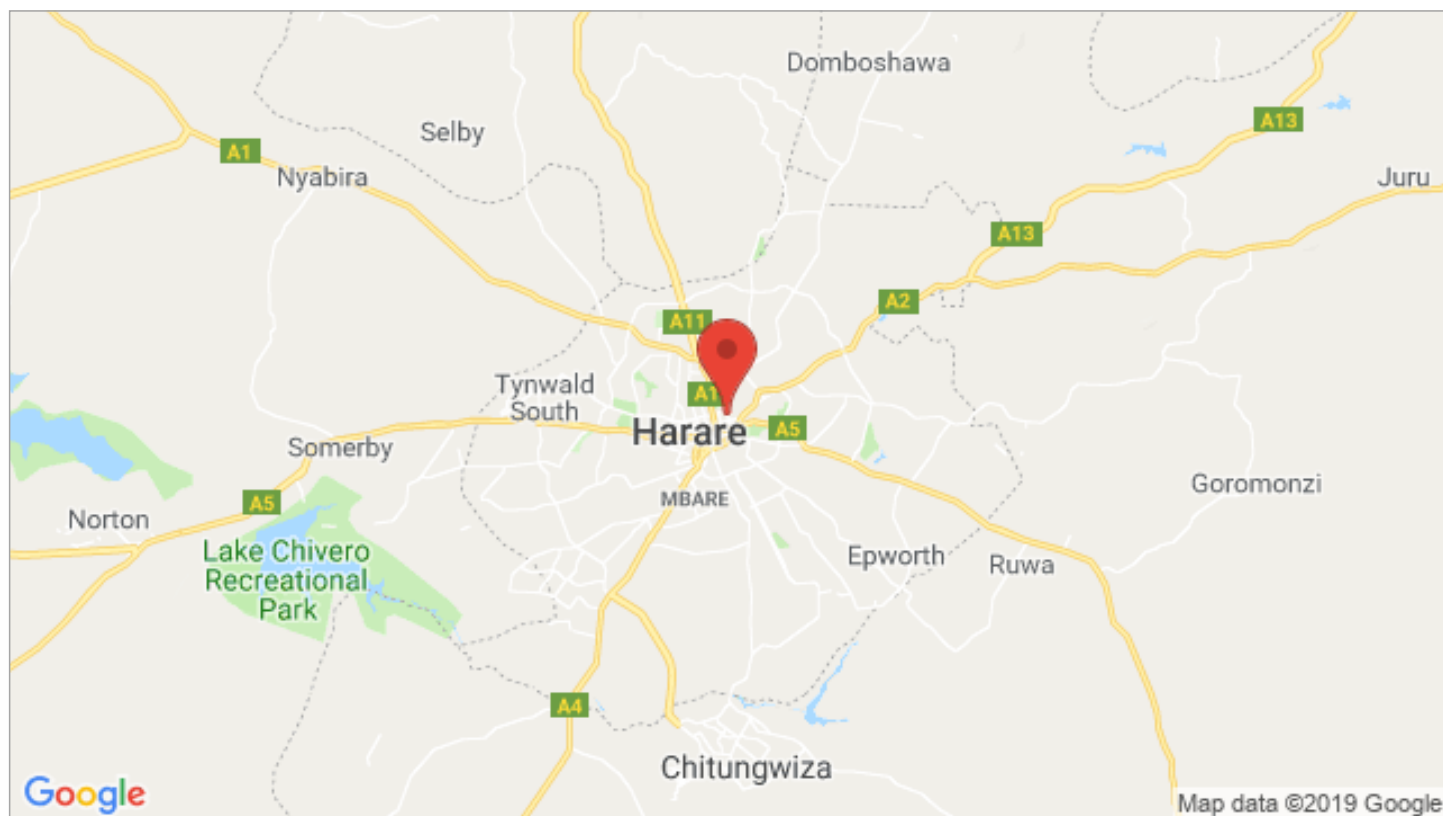 Domboshawa
A13
Selby
A1
Nyabira
Juru
A13
A2
A11
Tynwald
South
A1
A5
Harare
Somerby
Goromonzi
A5
MBARE
Norton
Lake Chivero
Recreational
Park
Epworth
Ruwa
A4
Chitungwiza
Google
Map data ©2019 Google